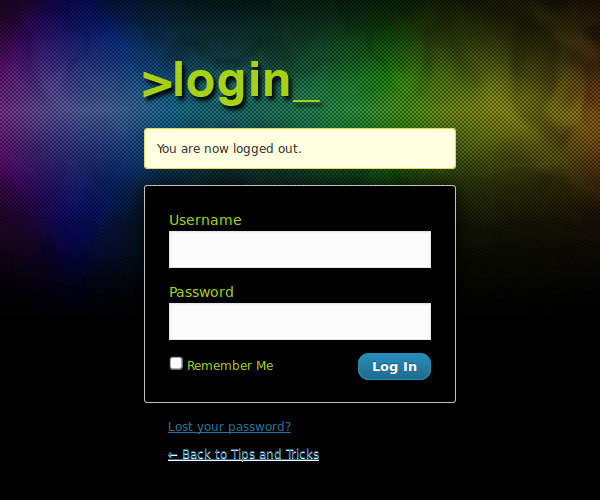 >login_
You are now logged out.
Username
Password
Remember Me
Log In
Lost your password?
← Back to Tips and Tricks